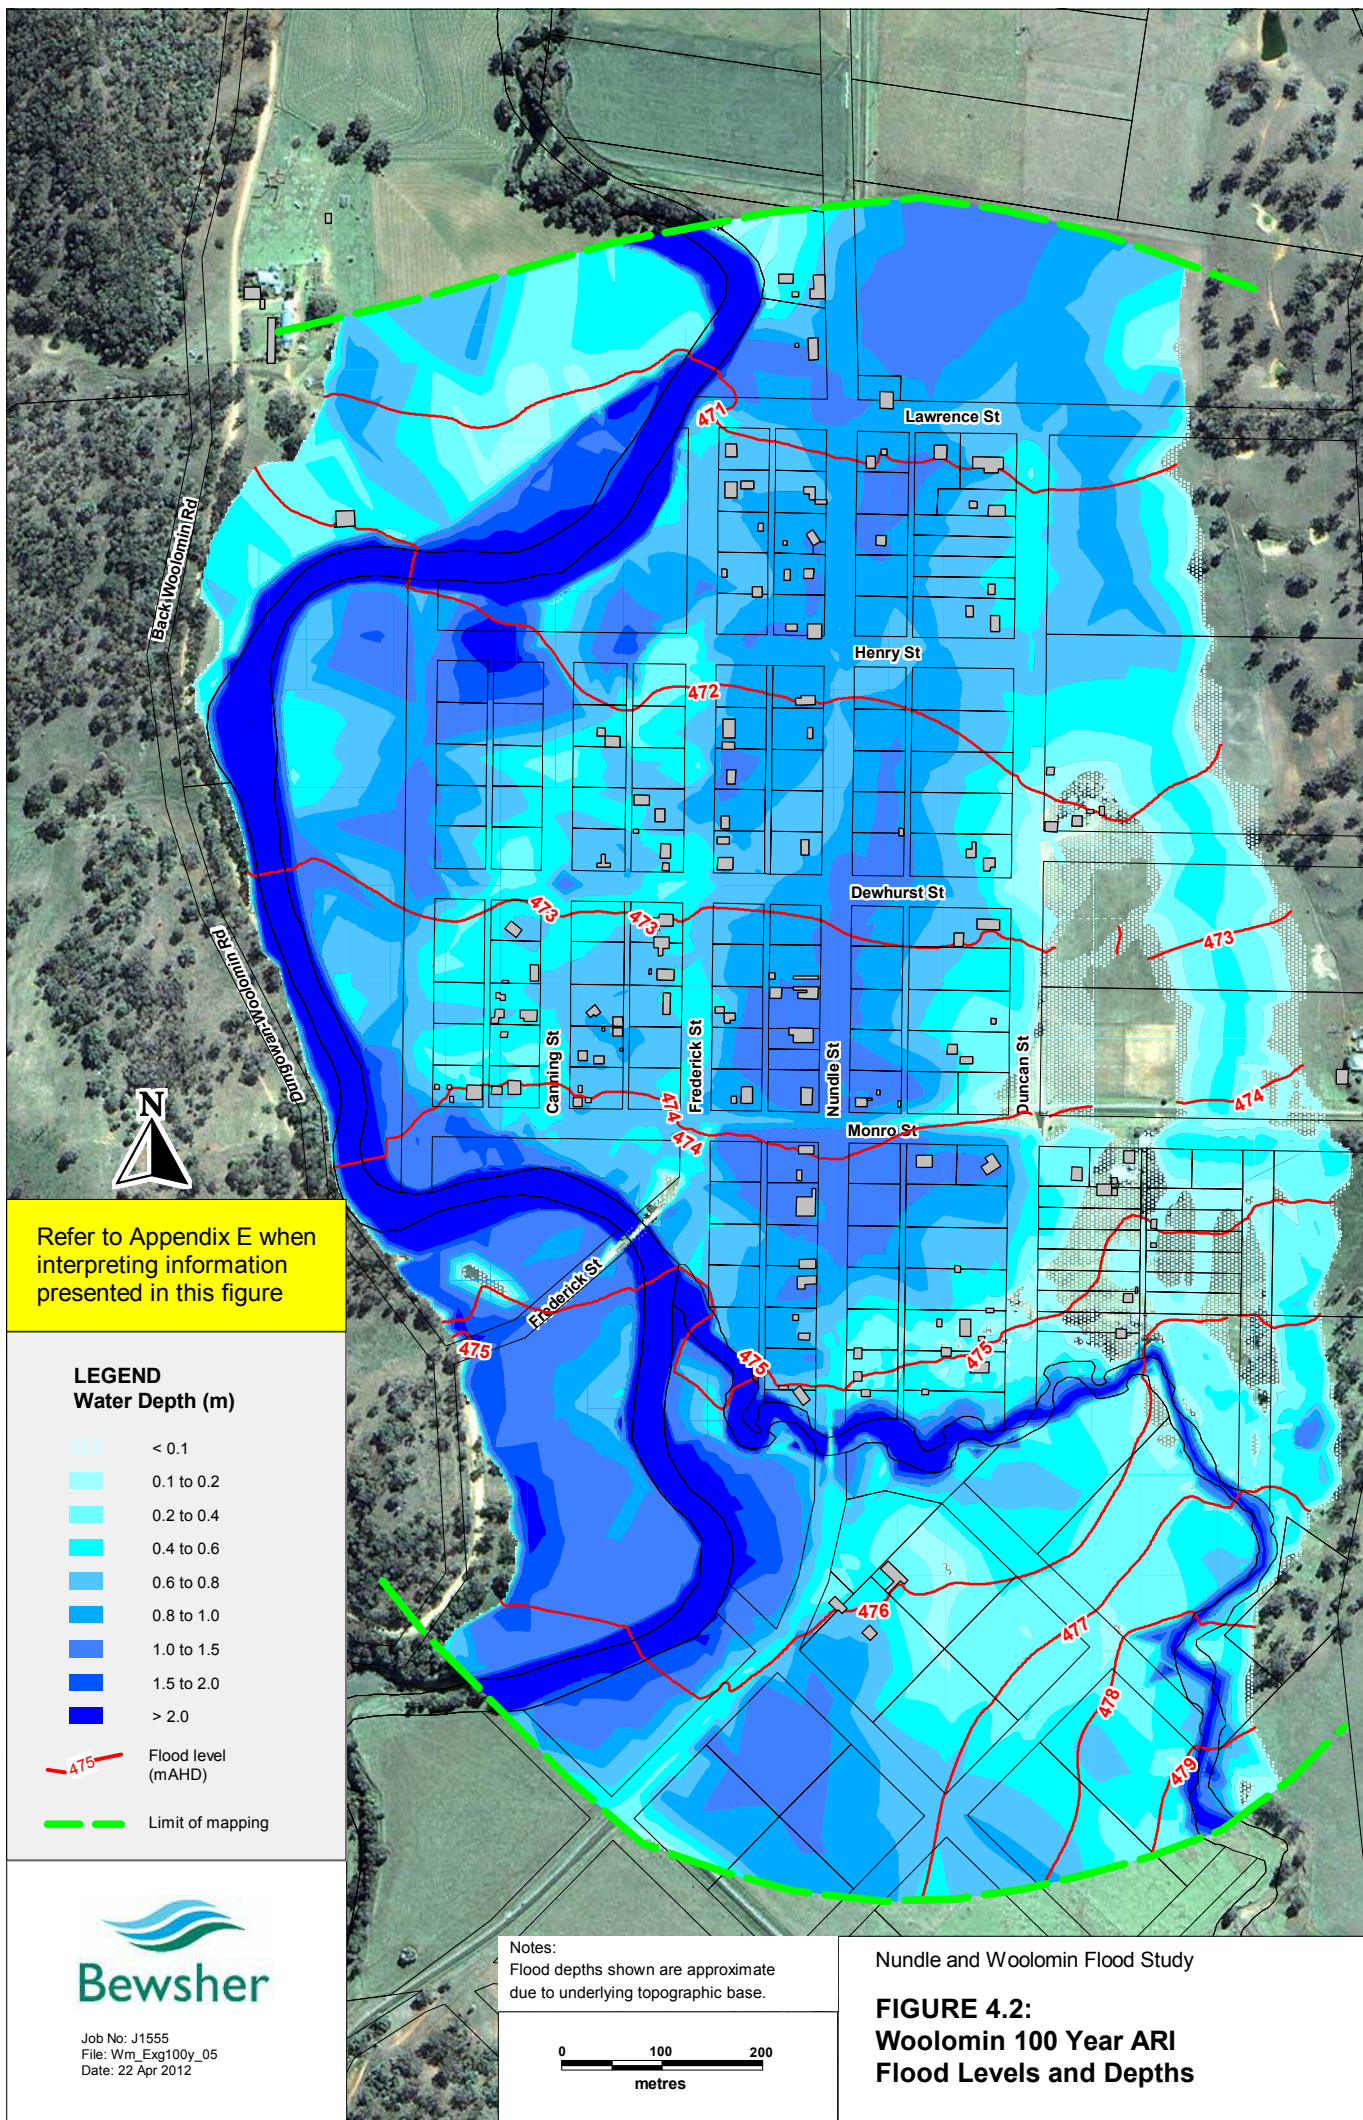 Lawrence St
471
Back Woolomin Rd
Henry St
472
Dewhurst St
473
473
473
Dungowan-Woolomin Rd
Canning St
Frederick St
Nundle St
Duncan St
474
474
474
Monro St
N
Refer to Appendix E when
interpreting information
presented in this figure
Frederick St
475
475
475
LEGEND
Water Depth (m)
< 0.1
0.1 to 0.2
0.2 to 0.4
0.4 to 0.6
0.6 to 0.8
0.8 to 1.0
1.0 to 1.5
1.5 to 2.0
> 2.0
475
Flood level
(mAHD)
Limit of mapping
476
477
478
479
Bewsher
Job No: J1555
File: Wm_Exg100y_05
Date: 22 Apr 2012
Notes:
Flood depths shown are approximate
due to underlying topographic base.
0 100 200
metres
Nundle and Woolomin Flood Study
FIGURE 4.2:
Woolomin 100 Year ARI
Flood Levels and Depths